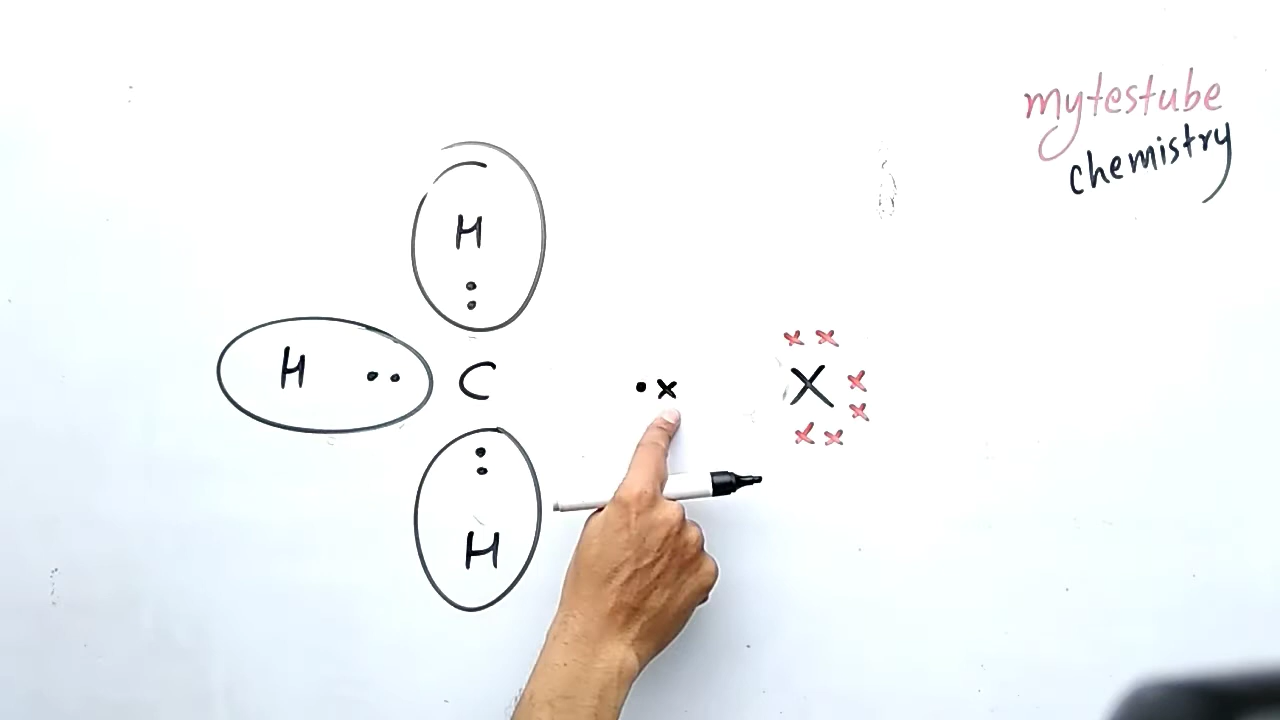 mytestube
chemistry
H
x x
H C x X x
x
x x
H